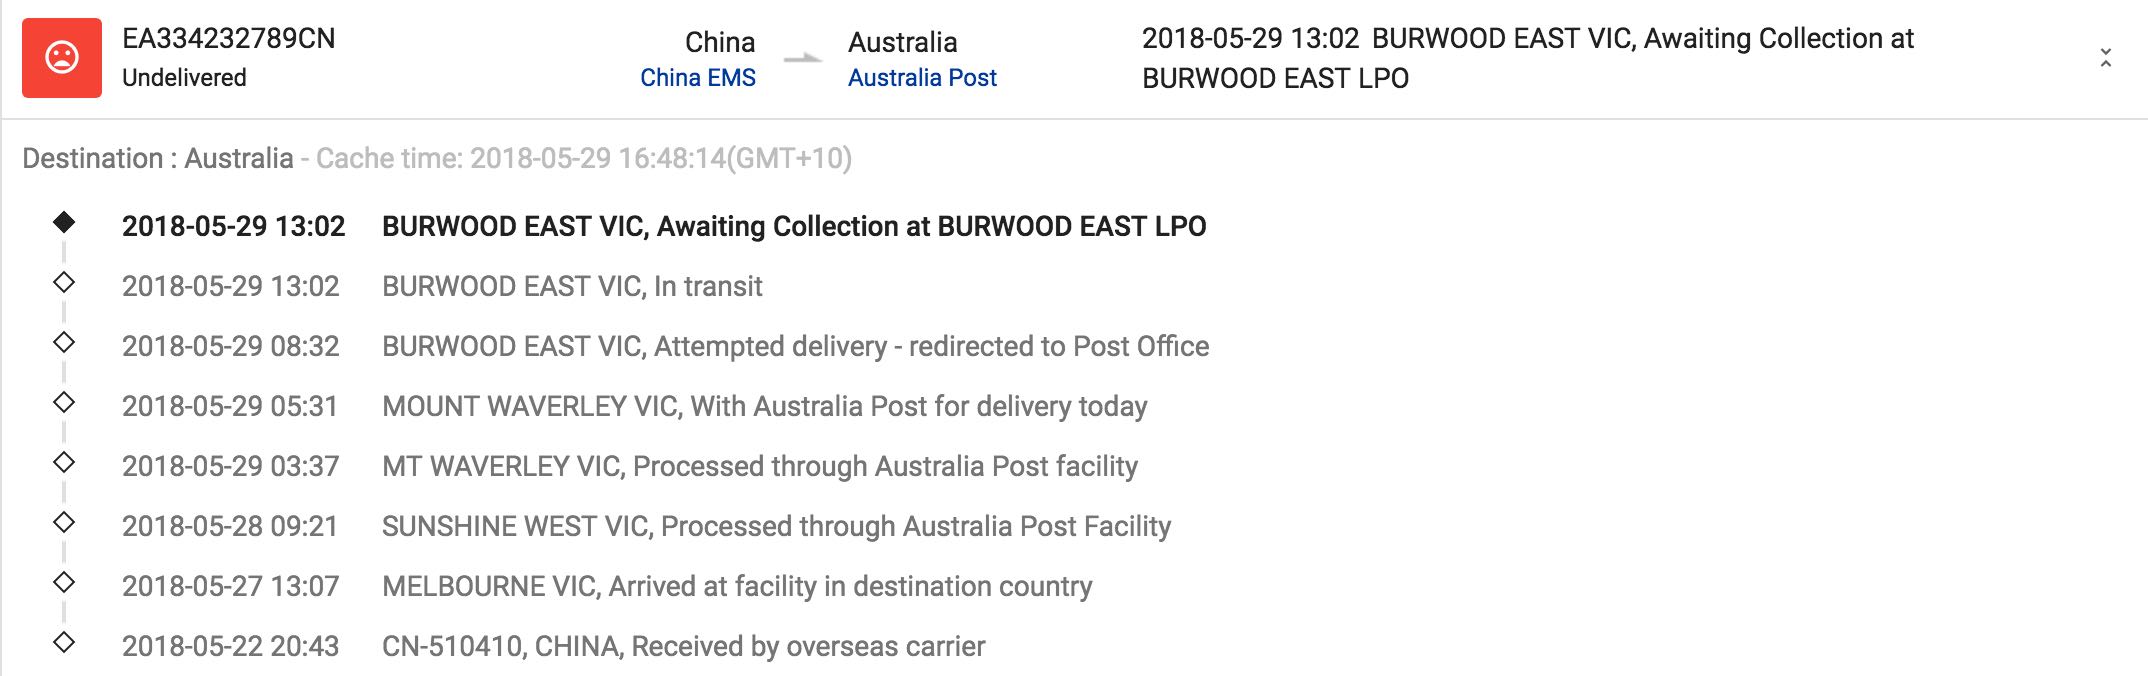 EA334232789CN
Undelivered
China
China EMS
Australia
Australia Post
2018-05-29 13:02 BURWOOD EAST VIC, Awaiting Collection at
BURWOOD EAST LPO
Destination : Australia - Cache time: 2018-05-29 16:48:14(GMT+10)
2018-05-29 13:02 BURWOOD EAST VIC, Awaiting Collection at BURWOOD EAST LPO
2018-05-29 13:02 BURWOOD EAST VIC, In transit
2018-05-29 08:32 BURWOOD EAST VIC, Attempted delivery - redirected to Post Office
2018-05-29 05:31 MOUNT WAVERLEY VIC, With Australia Post for delivery today
2018-05-29 03:37 MT WAVERLEY VIC, Processed through Australia Post facility
2018-05-28 09:21 SUNSHINE WEST VIC, Processed through Australia Post Facility
2018-05-27 13:07 MELBOURNE VIC, Arrived at facility in destination country
2018-05-22 20:43 CN-510410, CHINA, Received by overseas carrier